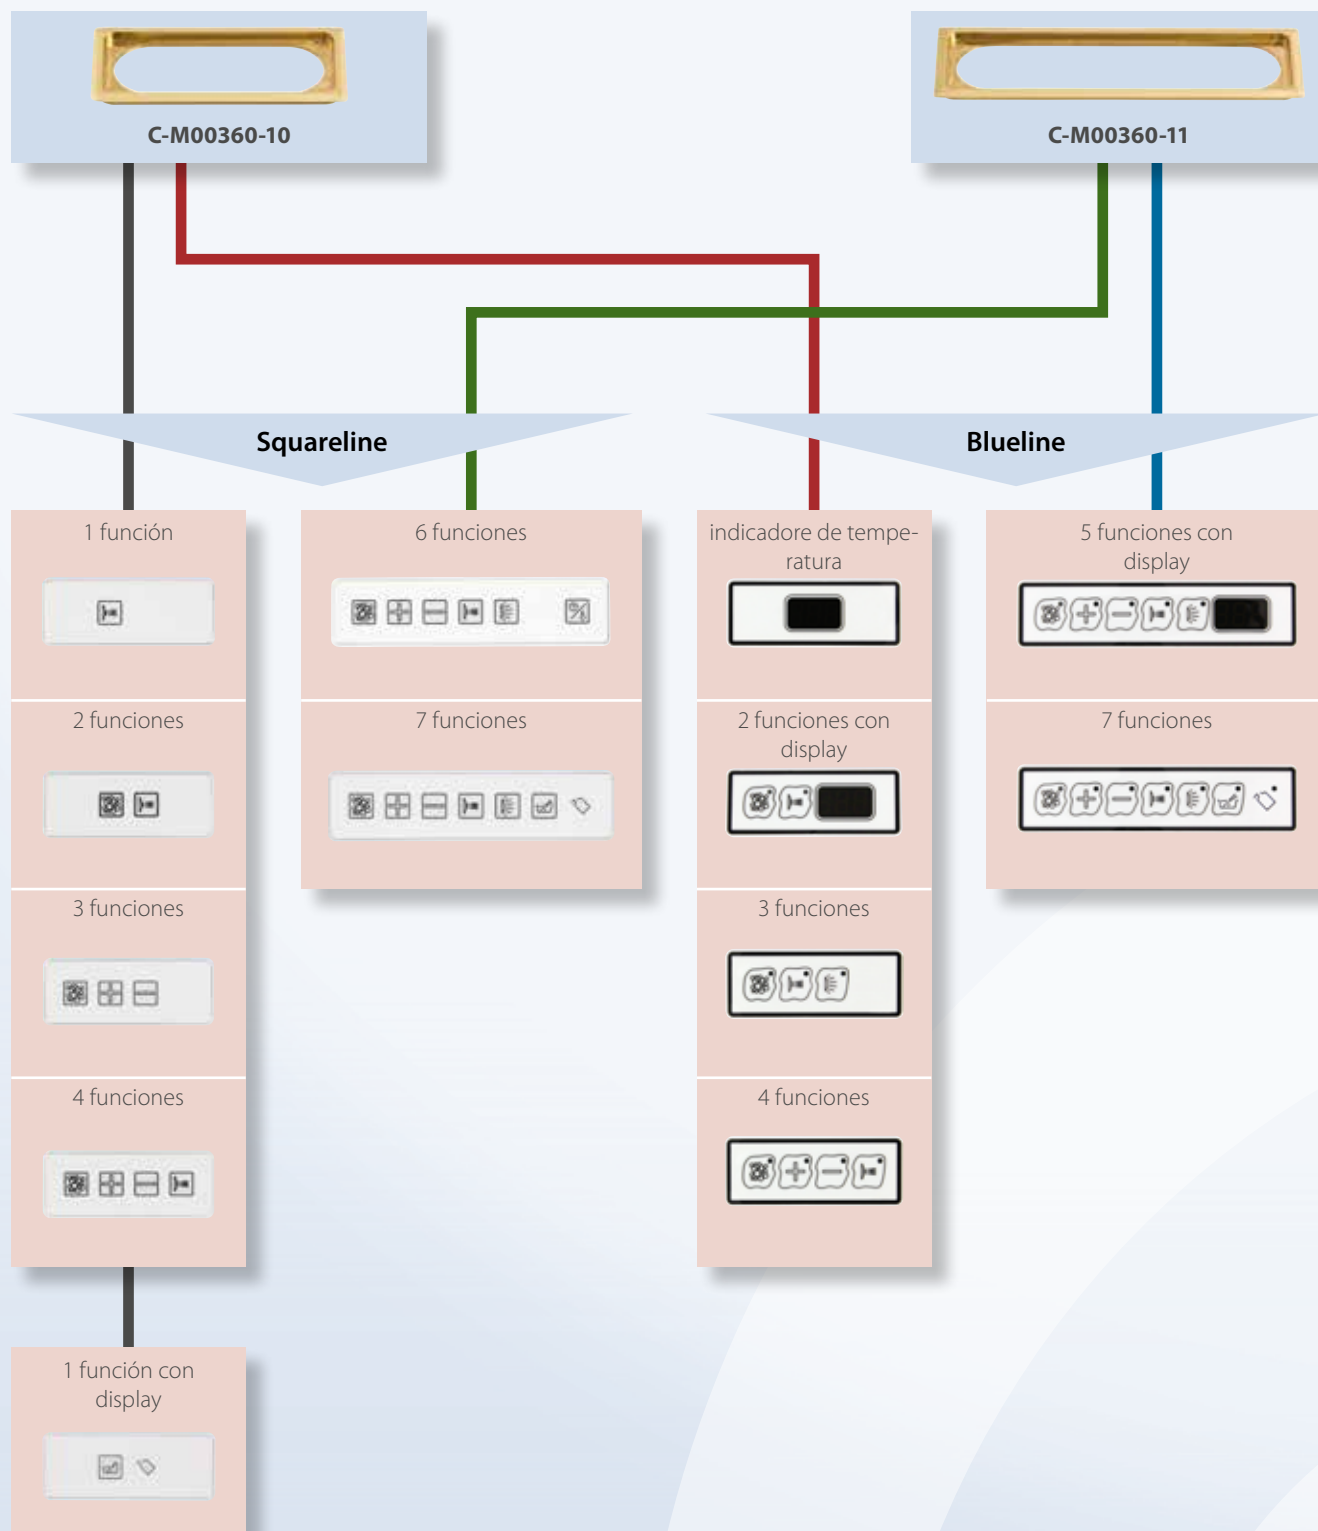 C-M00360-10
C-M00360-11
Squareline
Blueline
1 función
2 funciones
3 funciones
4 funciones
1 función con
display
6 funciones
7 funciones
indicadore de tempe-
ratura
2 funciones con
display
3 funciones
4 funciones
5 funciones con
display
7 funciones